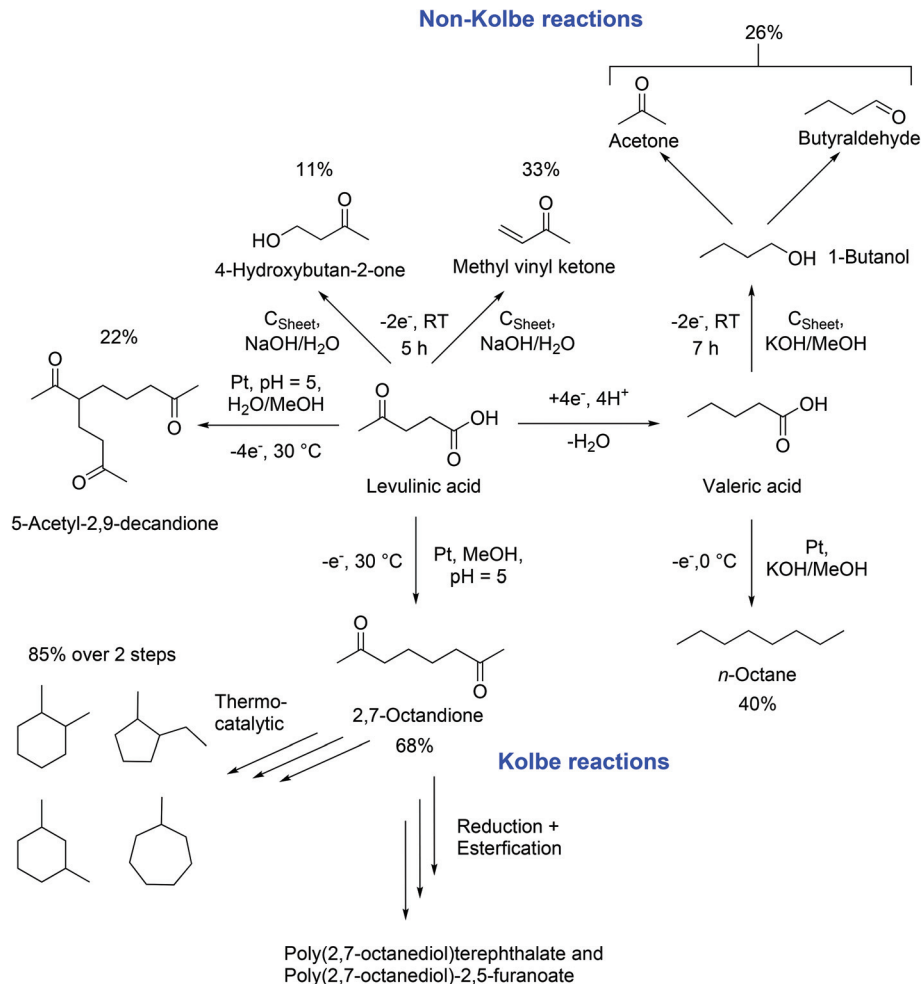 Non-Kolbe reactions
26%
O
O
Acetone
Butyraldehyde
11%
33%
O
HO
4-Hydroxybutan-2-one
O
Methyl vinyl ketone
OH 1-Butanol
C_Sheet,
NaOH/H₂O
-2e⁻, RT
5 h
C_Sheet,
NaOH/H₂O
-2e⁻, RT
7 h
C_Sheet,
KOH/MeOH
22%
O
O
O
5-Acetyl-2,9-decandione
Pt, pH = 5,
H₂O/MeOH
-4e⁻, 30 °C
O
OH
O
Levulinic acid
+4e⁻, 4H⁺
-H₂O
OH
O
Valeric acid
-e⁻, 30 °C
Pt, MeOH,
pH = 5
-e⁻,0 °C
Pt,
KOH/MeOH
O
O
2,7-Octandione
68%
n-Octane
40%
85% over 2 steps
Thermo-
catalytic
Kolbe reactions
Reduction +
Esterfication
Poly(2,7-octanediol)terephthalate and
Poly(2,7-octanediol)-2,5-furanoate